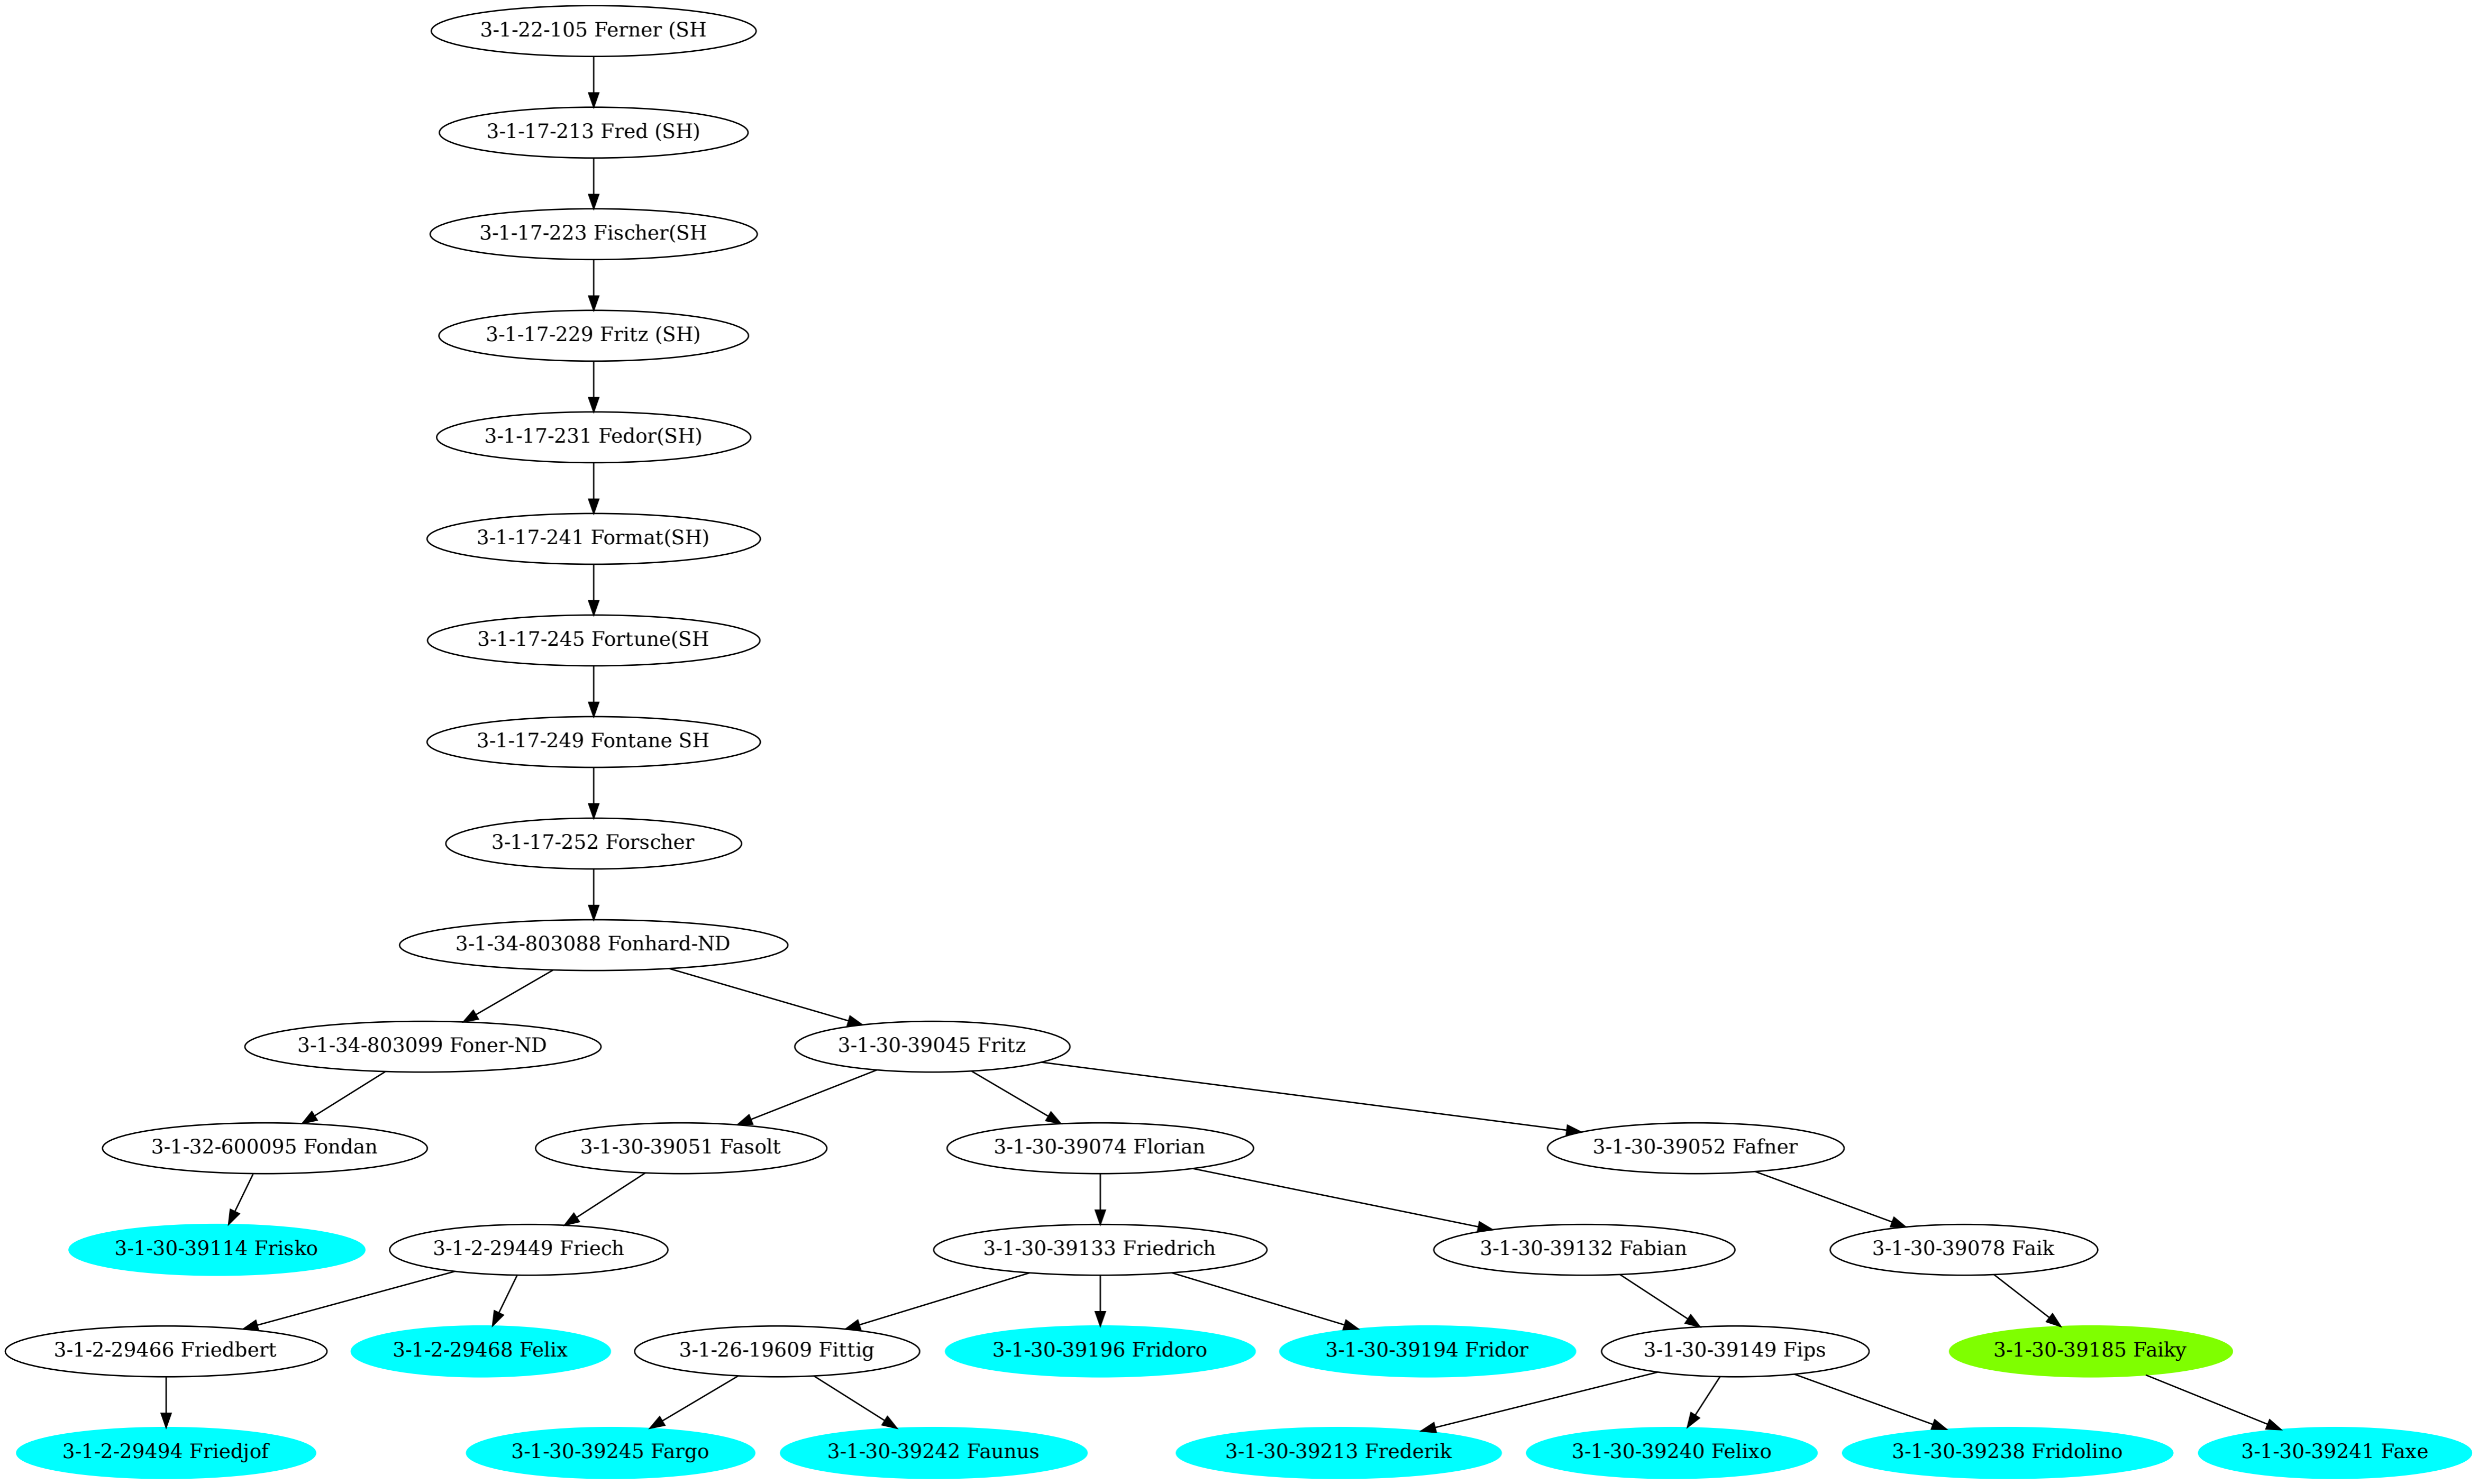 3-1-22-105 Ferner (SH
3-1-17-213 Fred (SH)
3-1-17-223 Fischer(SH
3-1-17-229 Fritz (SH)
3-1-17-231 Fedor(SH)
3-1-17-241 Format(SH)
3-1-17-245 Fortune(SH
3-1-17-249 Fontane SH
3-1-17-252 Forscher
3-1-34-803088 Fonhard-ND
3-1-34-803099 Foner-ND
3-1-30-39045 Fritz
3-1-32-600095 Fondan
3-1-30-39051 Fasolt
3-1-30-39074 Florian
3-1-30-39052 Fafner
3-1-30-39114 Frisko
3-1-2-29449 Friech
3-1-30-39133 Friedrich
3-1-30-39132 Fabian
3-1-30-39078 Faik
3-1-2-29466 Friedbert
3-1-2-29468 Felix
3-1-26-19609 Fittig
3-1-30-39196 Fridoro
3-1-30-39194 Fridor
3-1-30-39149 Fips
3-1-30-39185 Faiky
3-1-2-29494 Friedjof
3-1-30-39245 Fargo
3-1-30-39242 Faunus
3-1-30-39213 Frederik
3-1-30-39240 Felixo
3-1-30-39238 Fridolino
3-1-30-39241 Faxe